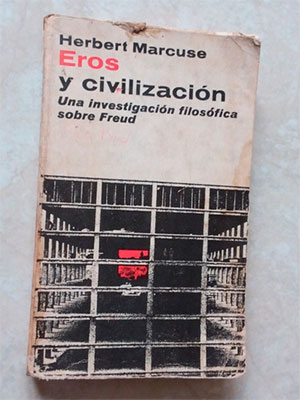 Herbert Marcuse
Eros
y civilización
Una investigación filosófica
sobre Freud